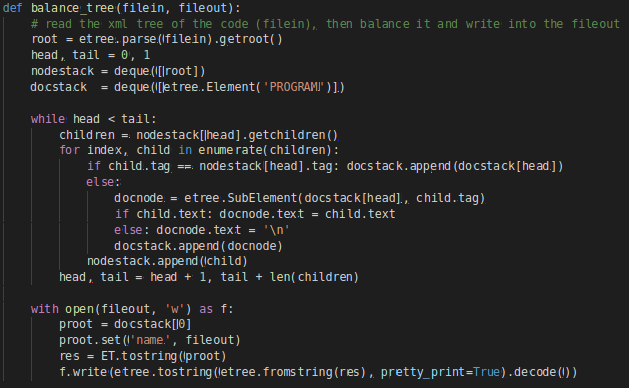 def balance_tree(filein, fileout):
    # read the xml tree of the code (filein), then balance it and write into the fileout
    root = etree.parse(filein).getroot()
    head, tail = 0, 1
    nodestack = deque([root])
    docstack  = deque([etree.Element('PROGRAM')])

    while head < tail:
        children = nodestack[head].getchildren()
        for index, child in enumerate(children):
            if child.tag == nodestack[head].tag: docstack.append(docstack[head])
            else:
                docnode = etree.SubElement(docstack[head], child.tag)
                if child.text: docnode.text = child.text
                else: docnode.text = '\n'
                docstack.append(docnode)
            nodestack.append(child)
        head, tail = head + 1, tail + len(children)

    with open(fileout, 'w') as f:
        proot = docstack[0]
        proot.set('name', fileout)
        res = ET.tostring(proot)
        f.write(etree.tostring(etree.fromstring(res), pretty_print=True).decode())